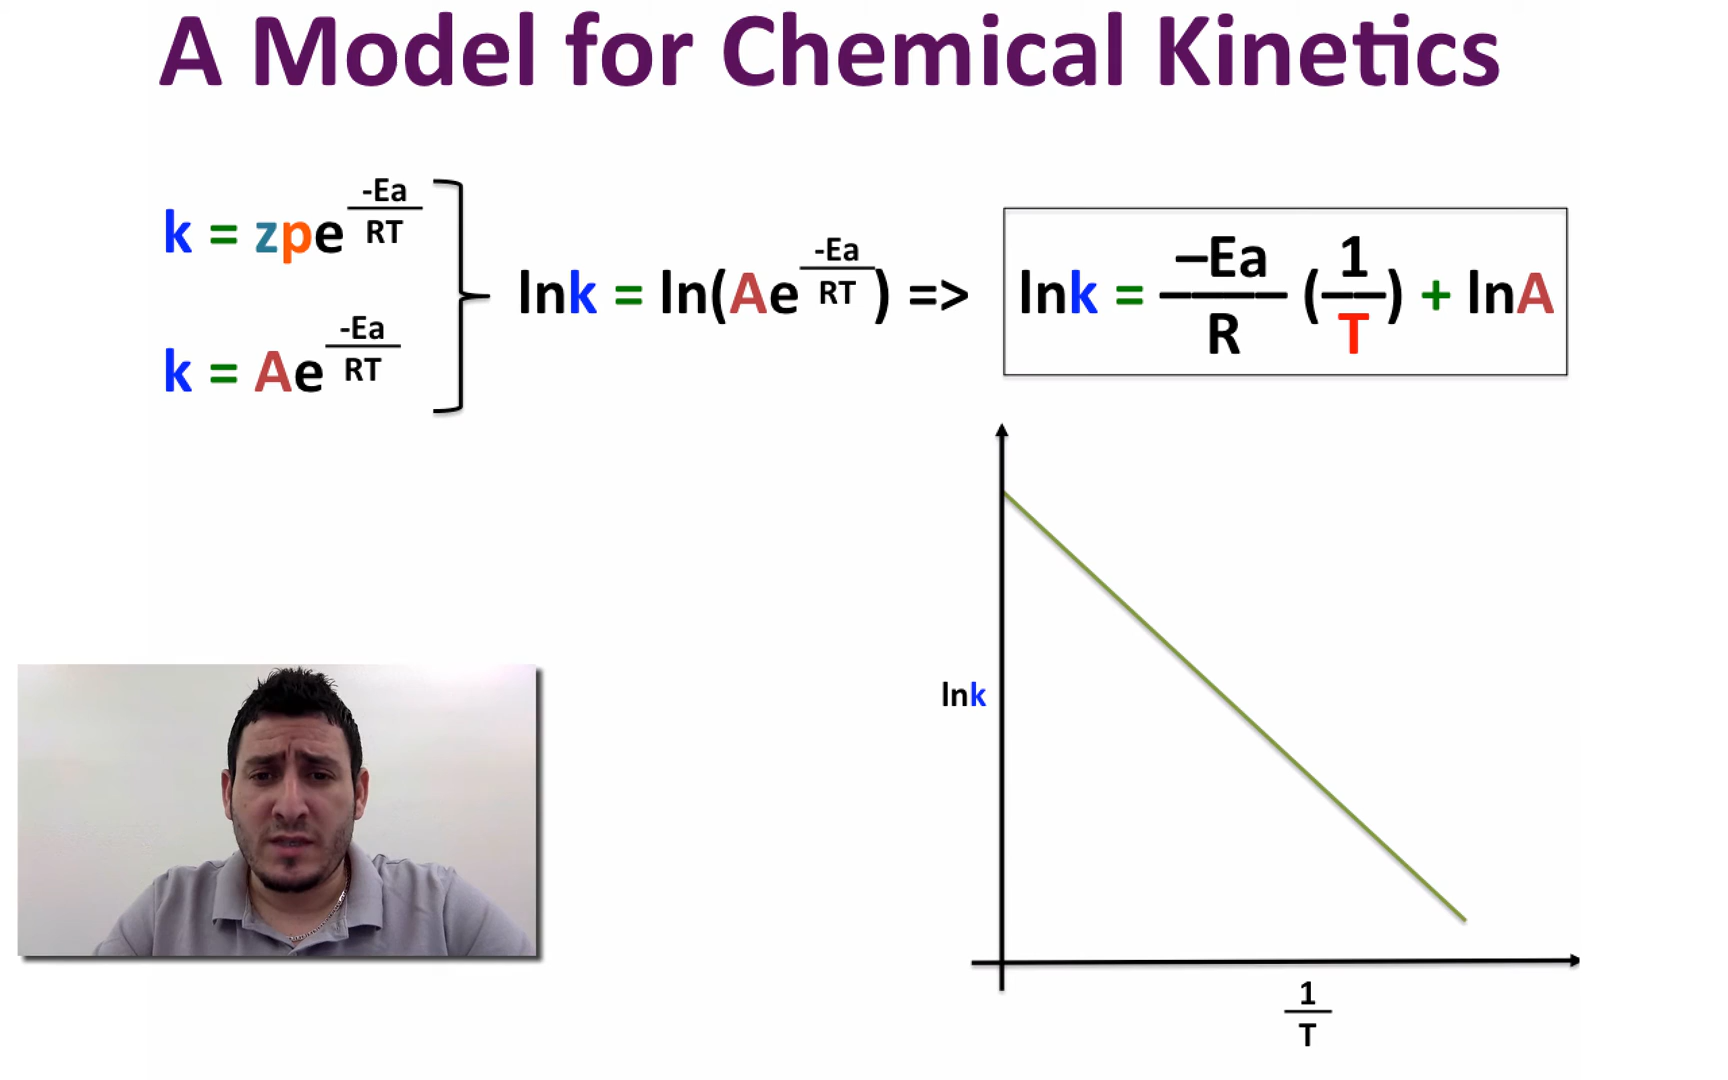 A Model for Chemical Kinetics
k = zpe^(-Ea/RT)
k = Ae^(-Ea/RT)
lnk = ln(Ae^(-Ea/RT)) =>
lnk = –Ea/R (1/T) + lnA
lnk
1/T